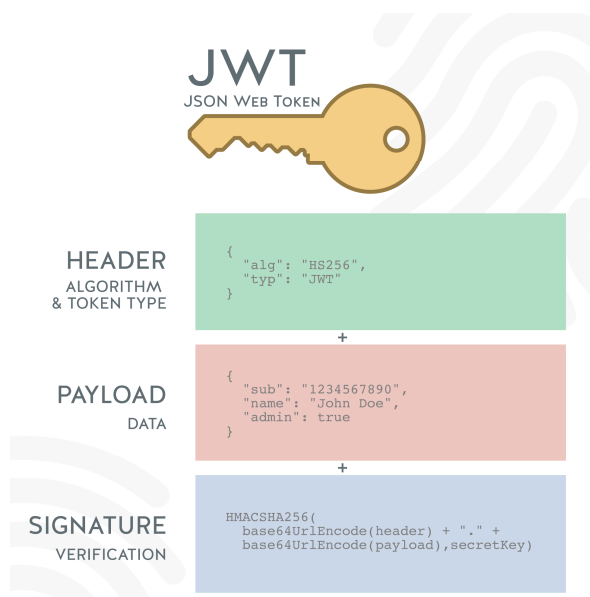 JWT
JSON Web Token
HEADER
ALGORITHM
& TOKEN TYPE
{
  "alg": "HS256",
  "typ": "JWT"
}
+
PAYLOAD
DATA
{
  "sub": "1234567890",
  "name": "John Doe",
  "admin": true
}
+
SIGNATURE
VERIFICATION
HMACSHA256(
  base64UrlEncode(header) + "." +
  base64UrlEncode(payload),secretKey)